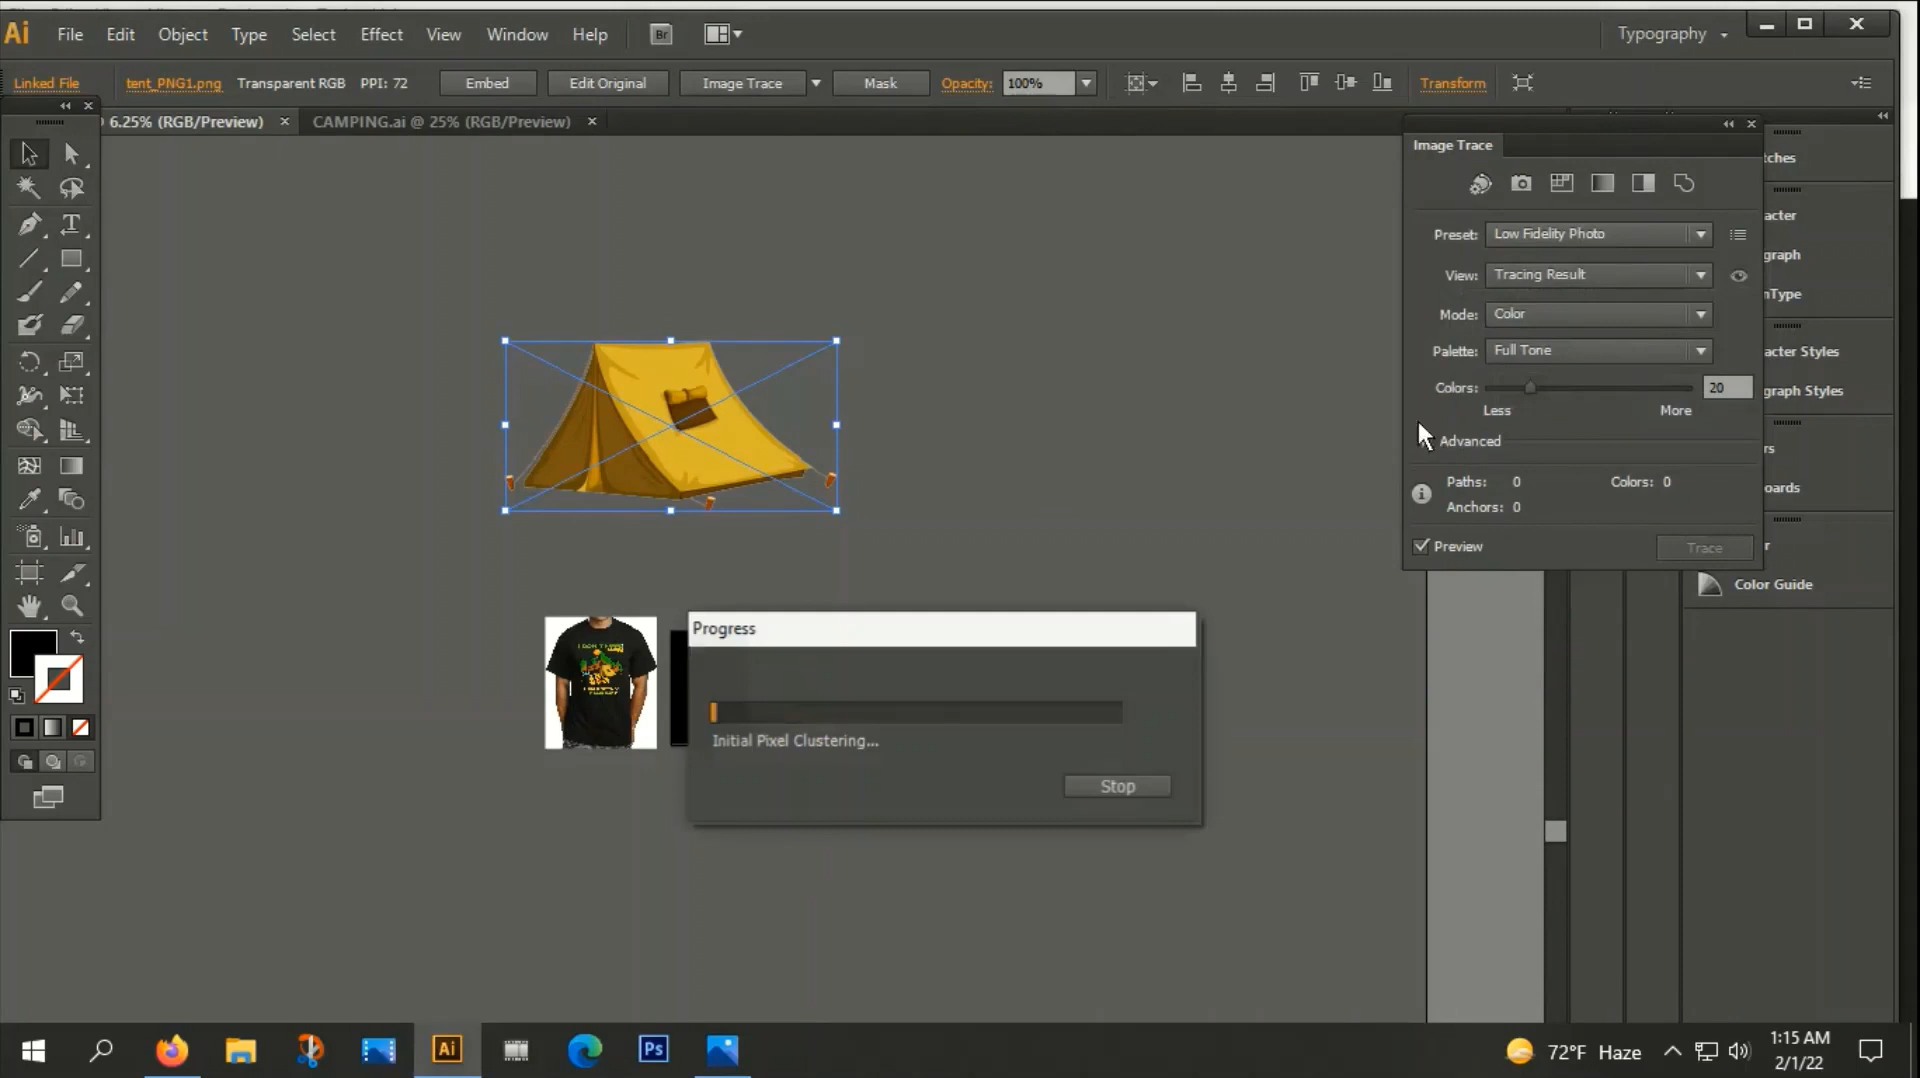 Ai File Edit Object Type Select Effect View Window Help Br Typography
Linked File tent_PNG1.png Transparent RGB PPI: 72 Embed Edit Original Image Trace Mask Opacity: 100% Transform
6.25% (RGB/Preview) CAMPING.ai @ 25% (RGB/Preview)
Image Trace
Preset: Low Fidelity Photo
View: Tracing Result
Mode: Color
Palette: Full Tone
Colors: 20
Less More
Advanced
Paths: 0 Colors: 0
Anchors: 0
Preview Trace
tches
acter
graph
nType
acter Styles
graph Styles
rs
oards
r
Color Guide
Progress
Initial Pixel Clustering...
Stop
Ai Ps
72°F Haze
1:15 AM
2/1/22